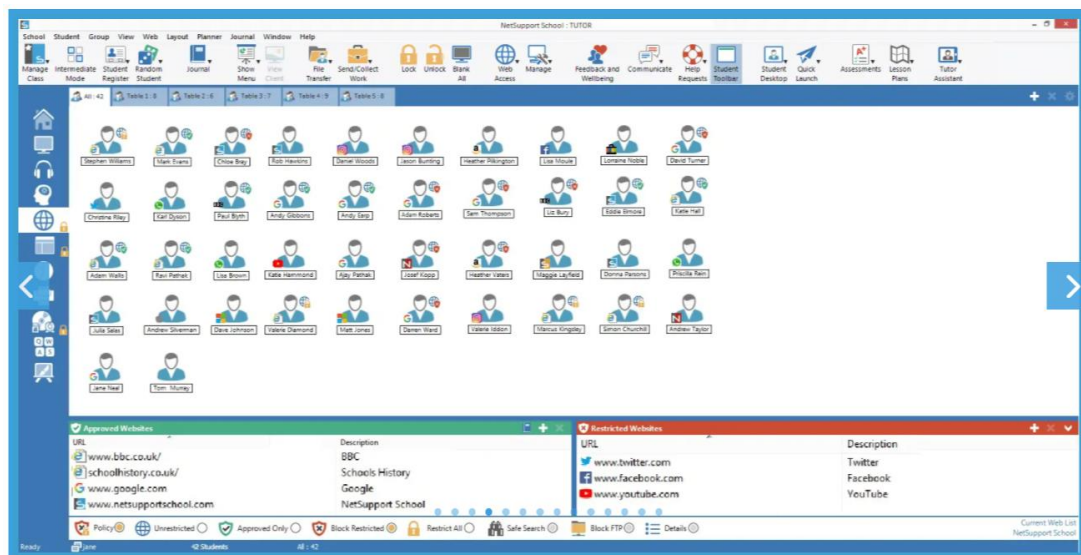 NetSupport School : TUTOR
School Student Group View Web Layout Planner Journal Window Help
Manage Class Intermediate Mode Student Register Random Student Journal Show Menu View Client File Transfer Send/Collect Work Lock Unlock Blank All Web Access Manage Feedback and Wellbeing Communicate Help Requests Student Toolbar Student Desktop Quick Launch Assessments Lesson Plans Tutor Assistant
All : 42 Table 1 : 8 Table 2 : 6 Table 3 : 7 Table 4 : 9 Table 5 : 8
Stephen Williams Mark Evans Chloe Bray Rob Hawkins Daniel Woods Jason Bunting Heather Pilkington Lisa Moule Lorraine Noble David Turner
Christine Riley Karl Dyson Paul Blyth Andy Gibbons Andy Earp Adam Roberts Sam Thompson Liz Bury Eddie Elmore Katie Hall
Adam Wallis Ravi Pathak Lisa Brown Katie Hammond Ajay Pathak Josef Kopp Heather Vaters Maggie Layfield Donna Parsons Priscilla Rein
Julia Sales Andrew Silverman Dave Johnson Valerie Diamond Matt Jones Darren Ward Valerie Iddon Marcus Kingsley Simon Churchill Andrew Taylor
Jane Neal Tom Murray
Approved Websites
URL Description
www.bbc.co.uk/ BBC
schoolhistory.co.uk/ Schools History
www.google.com Google
www.netsupportschool.com NetSupport School
Restricted Websites
URL Description
www.twitter.com Twitter
www.facebook.com Facebook
www.youtube.com YouTube
Policy Unrestricted Approved Only Block Restricted Restrict All Safe Search Block FTP Details
Current Web List
NetSupport School
Ready Jane 42 Students All : 42